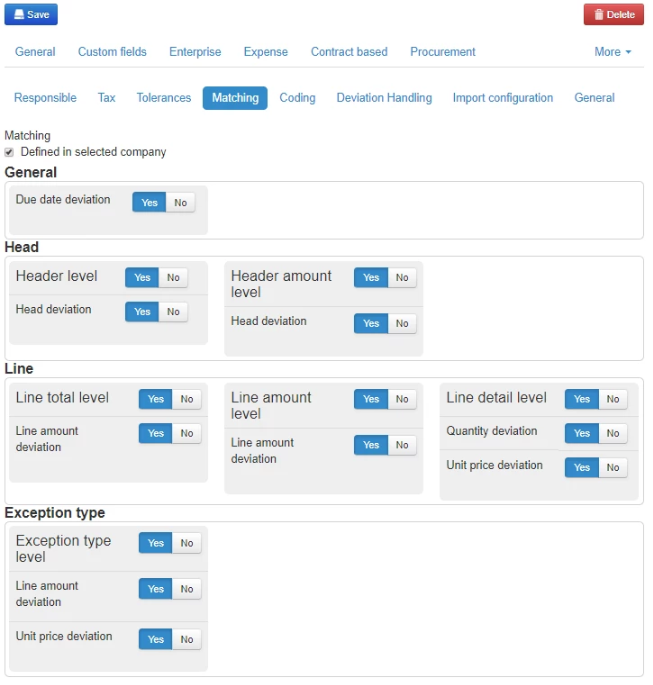 Save
Delete
General Custom fields Enterprise Expense Contract based Procurement More
Responsible Tax Tolerances Matching Coding Deviation Handling Import configuration General
Matching
Defined in selected company
General
Due date deviation Yes No
Head
Header level Yes No
Head deviation Yes No
Header amount
level
Yes No
Head deviation Yes No
Line
Line total level Yes No
Line amount
deviation
Yes No
Line amount
level
Yes No
Line amount
deviation
Yes No
Line detail level Yes No
Quantity deviation Yes No
Unit price deviation Yes No
Exception type
Exception type
level
Yes No
Line amount
deviation
Yes No
Unit price deviation Yes No